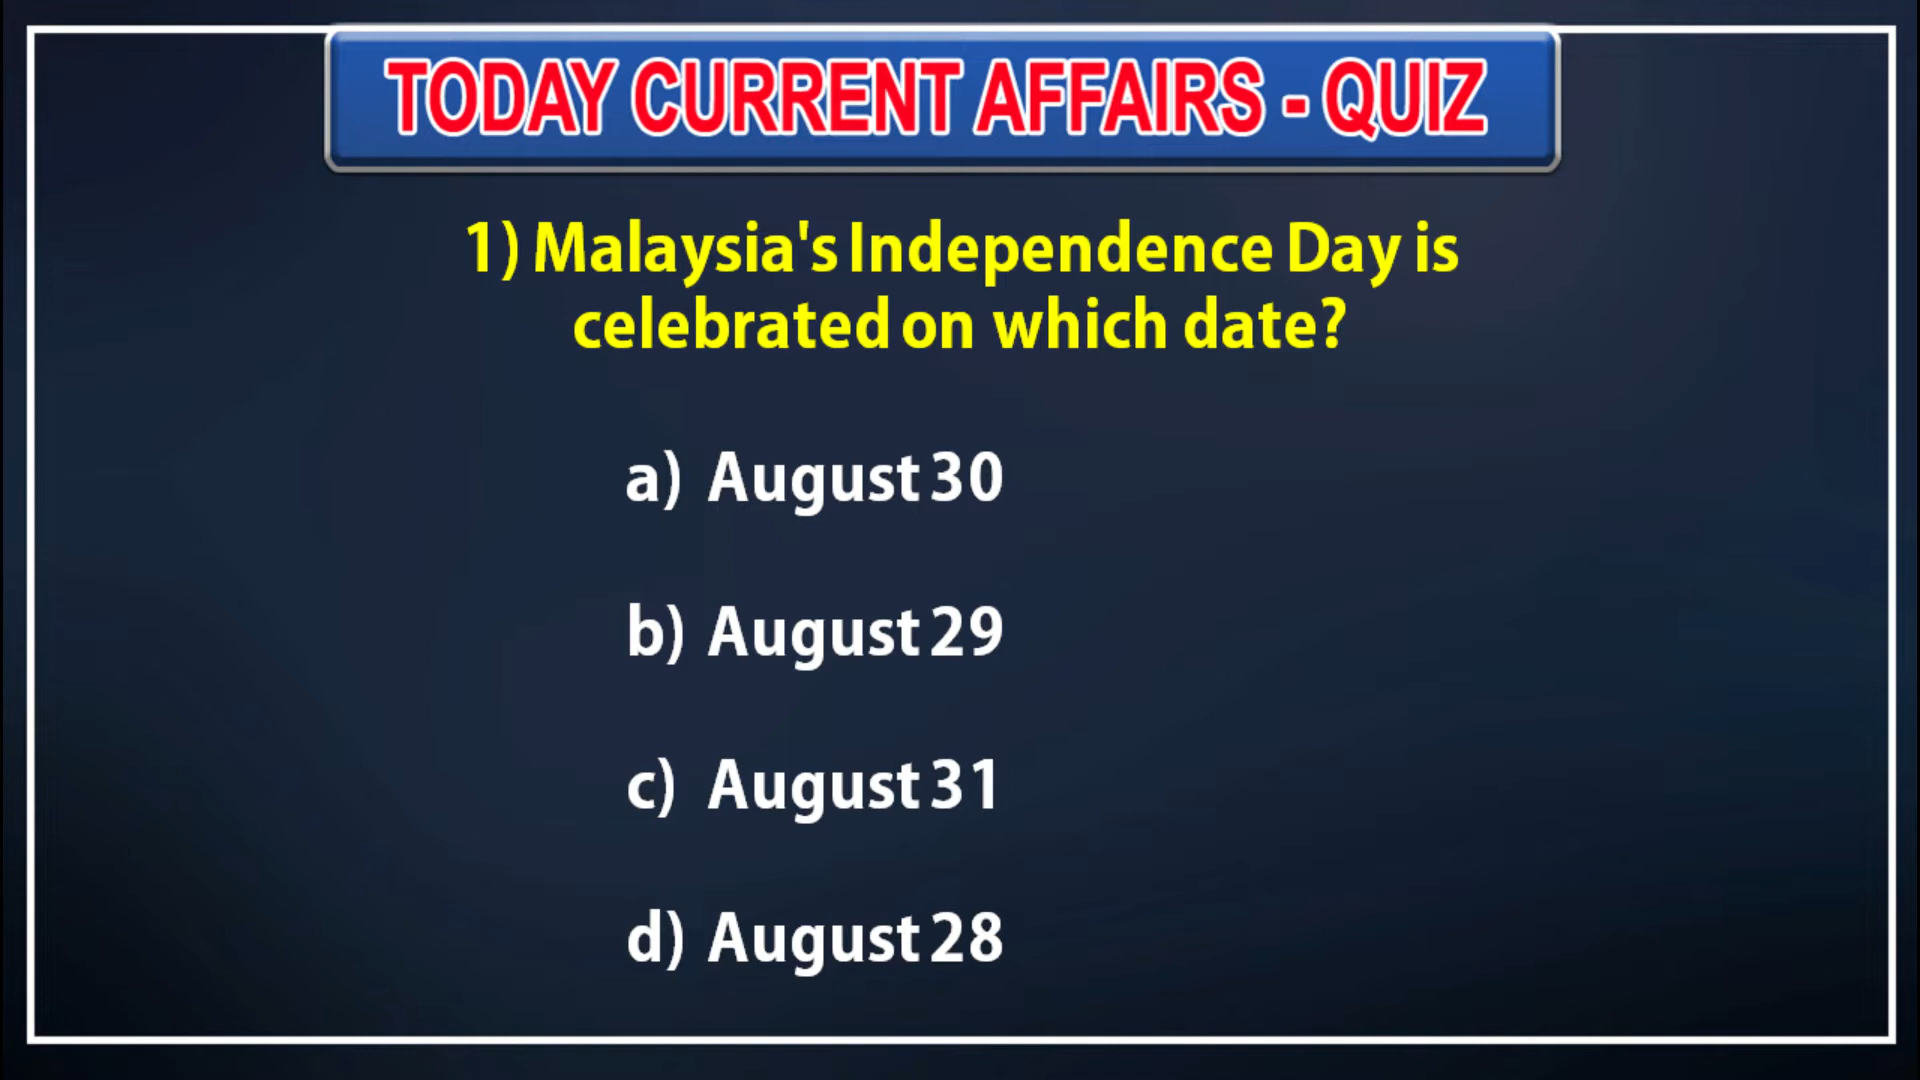 TODAY CURRENT AFFAIRS - QUIZ
1) Malaysia's Independence Day is
celebrated on which date?
a) August 30
b) August 29
c) August 31
d) August 28